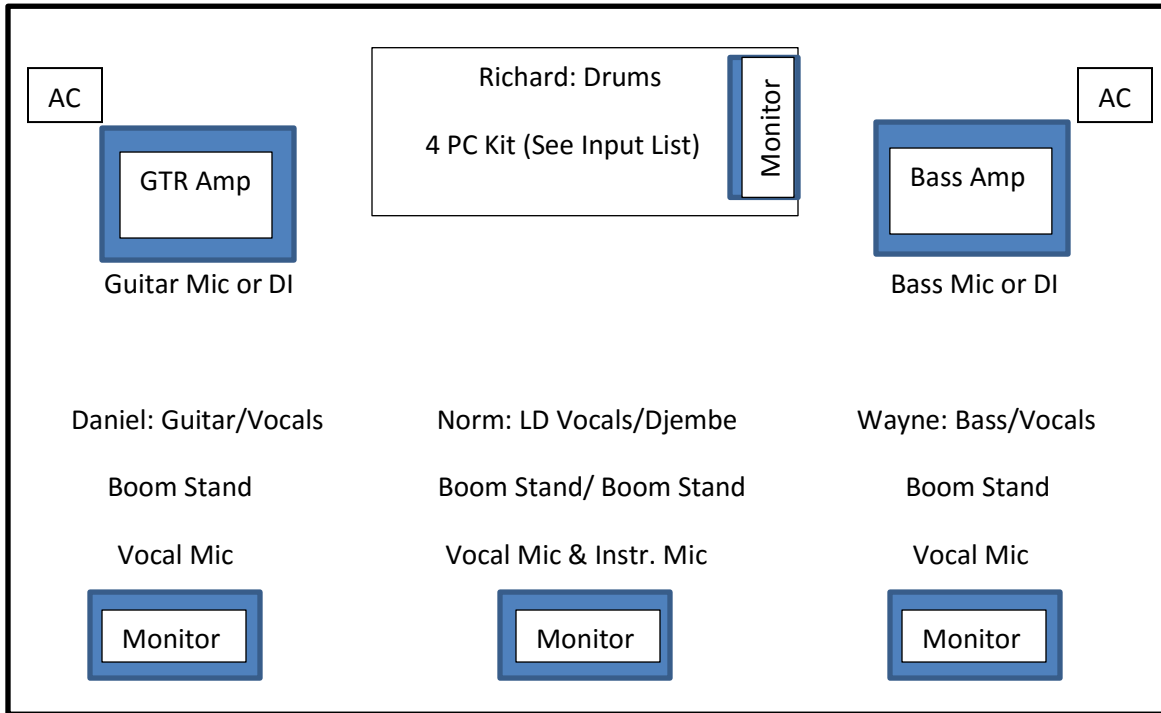 AC
Richard: Drums
4 PC Kit (See Input List)
Monitor
AC
GTR Amp
Bass Amp
Guitar Mic or DI
Bass Mic or DI
Daniel: Guitar/Vocals
Norm: LD Vocals/Djembe
Wayne: Bass/Vocals
Boom Stand
Boom Stand/ Boom Stand
Boom Stand
Vocal Mic
Vocal Mic & Instr. Mic
Vocal Mic
Monitor
Monitor
Monitor